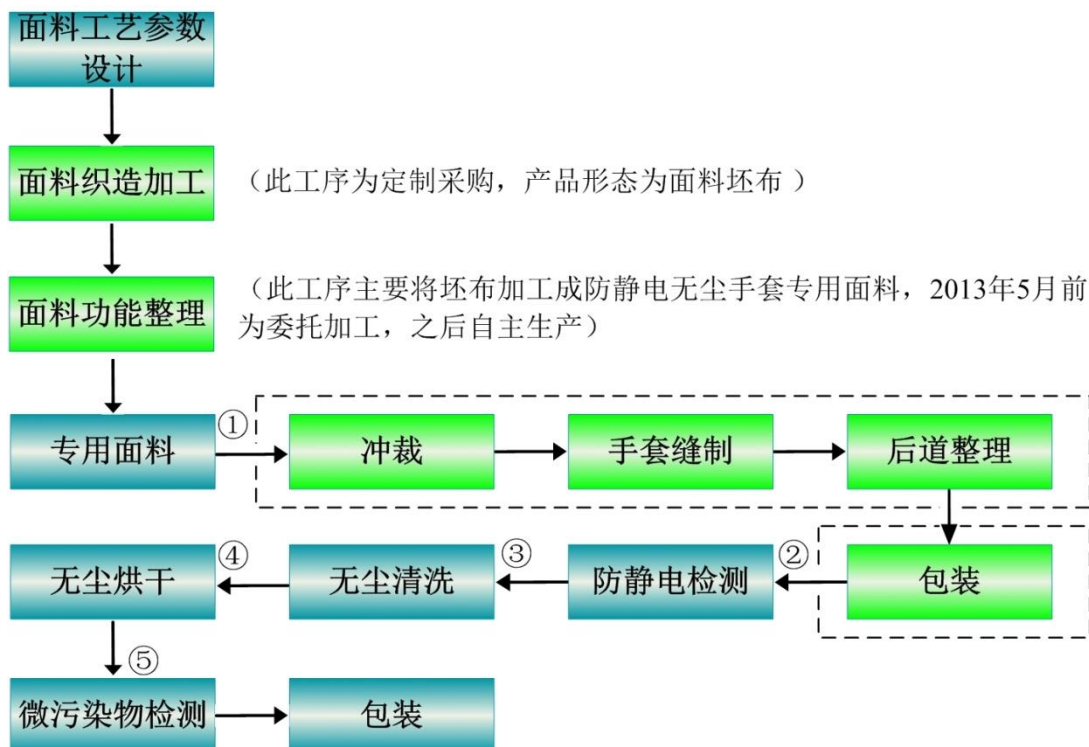 面料工艺参数
设计
面料织造加工
（此工序为定制采购，产品形态为面料坯布 ）
面料功能整理
（此工序主要将坯布加工成防静电无尘手套专用面料，2013年5月前
为委托加工，之后自主生产）
专用面料
①
冲裁
手套缝制
后道整理
无尘烘干
④
无尘清洗
③
防静电检测
②
包装
⑤
微污染物检测
包装